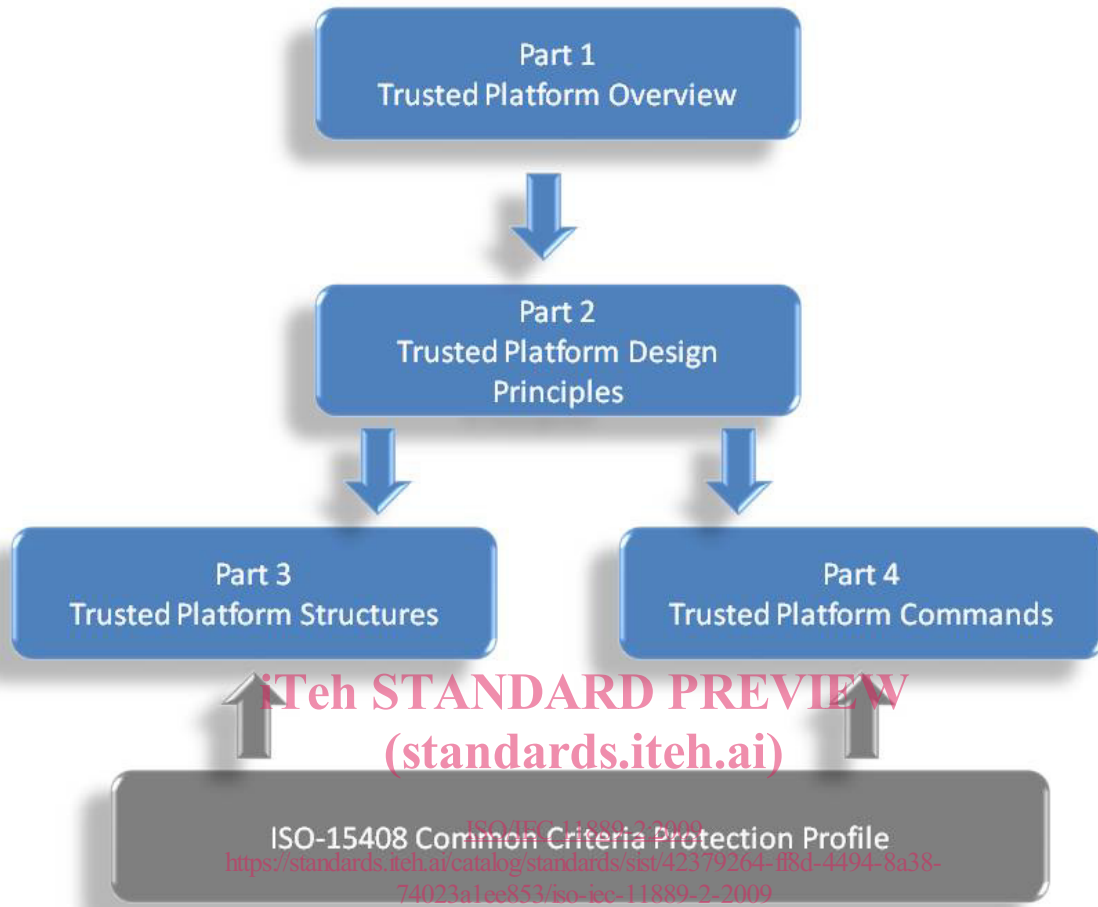 Part 1
Trusted Platform Overview
Part 2
Trusted Platform Design
Principles
Part 3
Trusted Platform Structures
Part 4
Trusted Platform Commands
iTeh STANDARD PREVIEW
(standards.iteh.ai)
ISO-15408 Common Criteria Protection Profile
ISO/IEC 11889-2:2009
https://standards.iteh.ai/catalog/standards/sist/42379264-ff8d-4494-8a38-
74023a1ee853/iso-iec-11889-2-2009